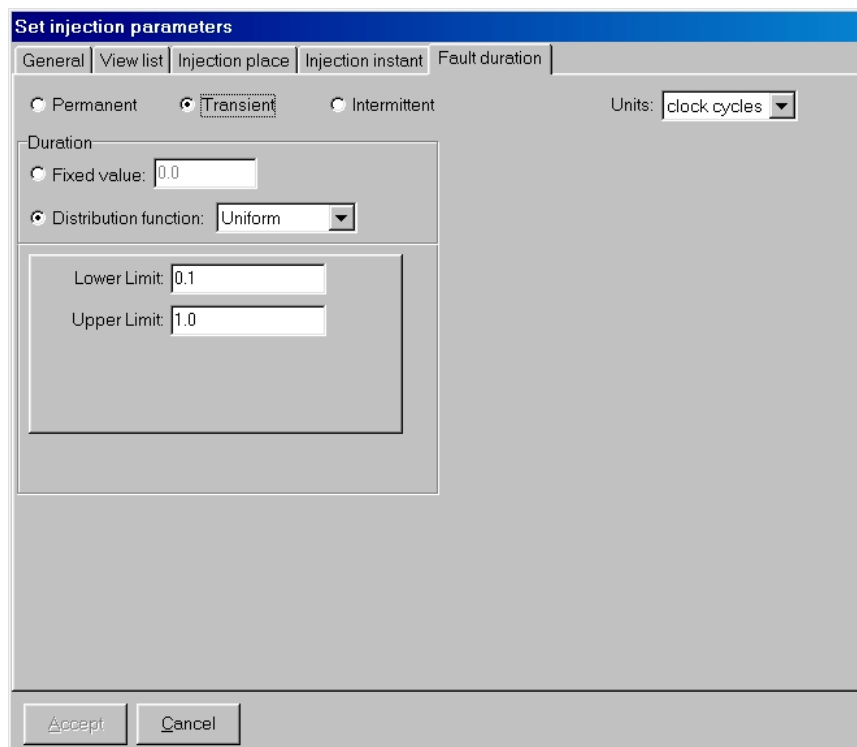 Set injection parameters
General View list Injection place Injection instant Fault duration
Permanent Transient Intermittent Units: clock cycles
Duration
Fixed value: 0.0
Distribution function: Uniform
Lower Limit: 0.1
Upper Limit: 1.0
Accept Cancel